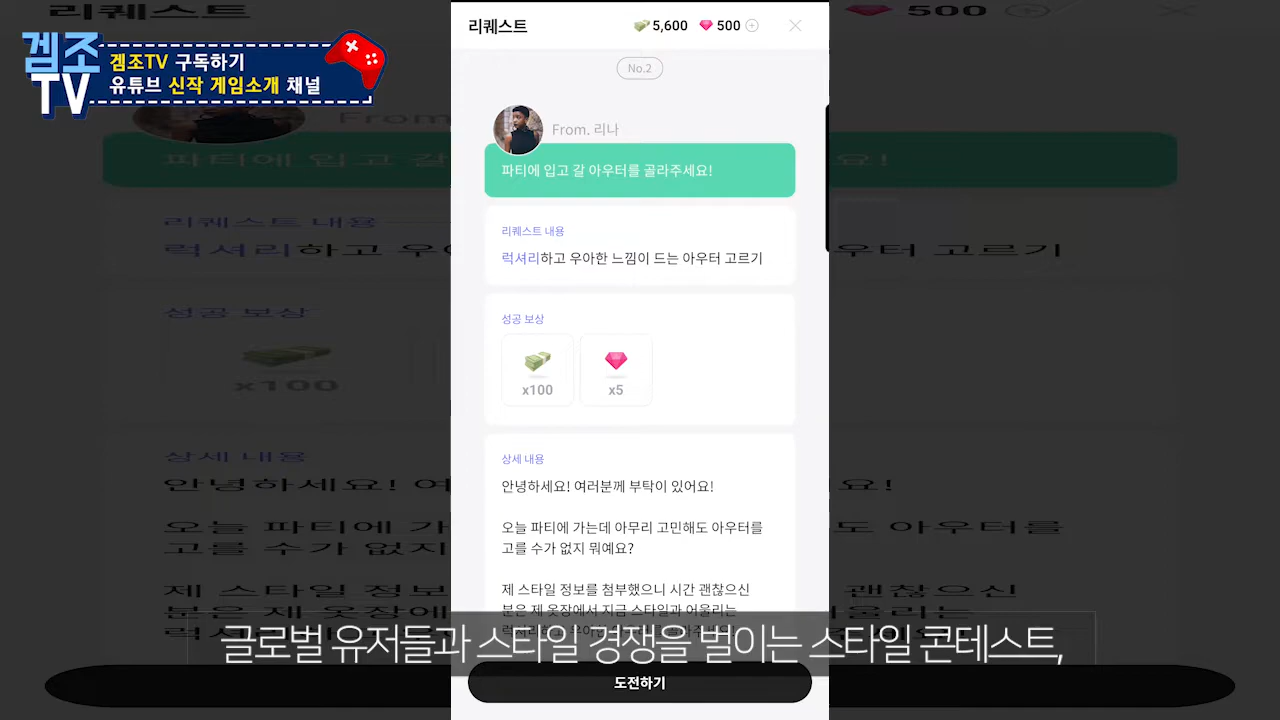 겜조
TV
겜조TV 구독하기
유튜브 신작 게임소개 채널
리퀘스트
5,600
500
No.2
From. 리나
파티에 입고 갈 아우터를 골라주세요!
리퀘스트 내용
럭셔리하고 우아한 느낌이 드는 아우터 고르기
성공 보상
x100
x5
상세 내용
안녕하세요! 여러분께 부탁이 있어요!
오늘 파티에 가는데 아무리 고민해도 아우터를
고를 수가 없지 뭐예요?
제 스타일 정보를 첨부했으니 시간 괜찮으신
분은 제 옷장에서 지금 스타일과 어울리는
글로벌 유저들과 스타일 경쟁을 벌이는 스타일 콘테스트,
도전하기